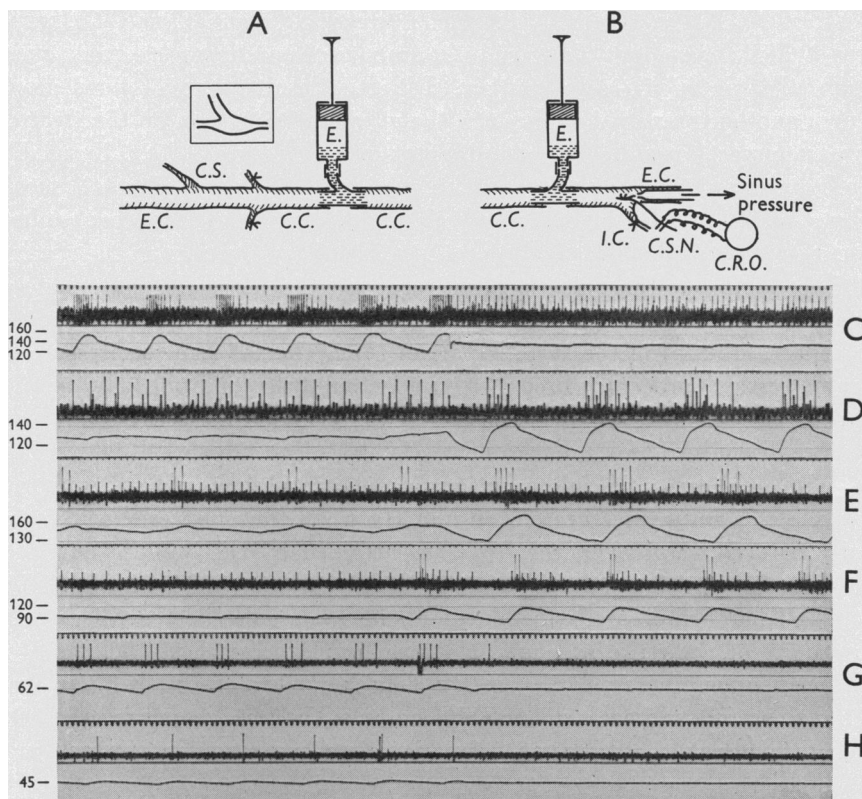 A
B
E.
E.
C.S.
E.C.
C.C.
C.C.
C.C.
E.C.
Sinus
pressure
I.C.
C.S.N.
C.R.O.
160
140
120
C
140
120
D
160
130
E
120
90
F
62
G
45
H